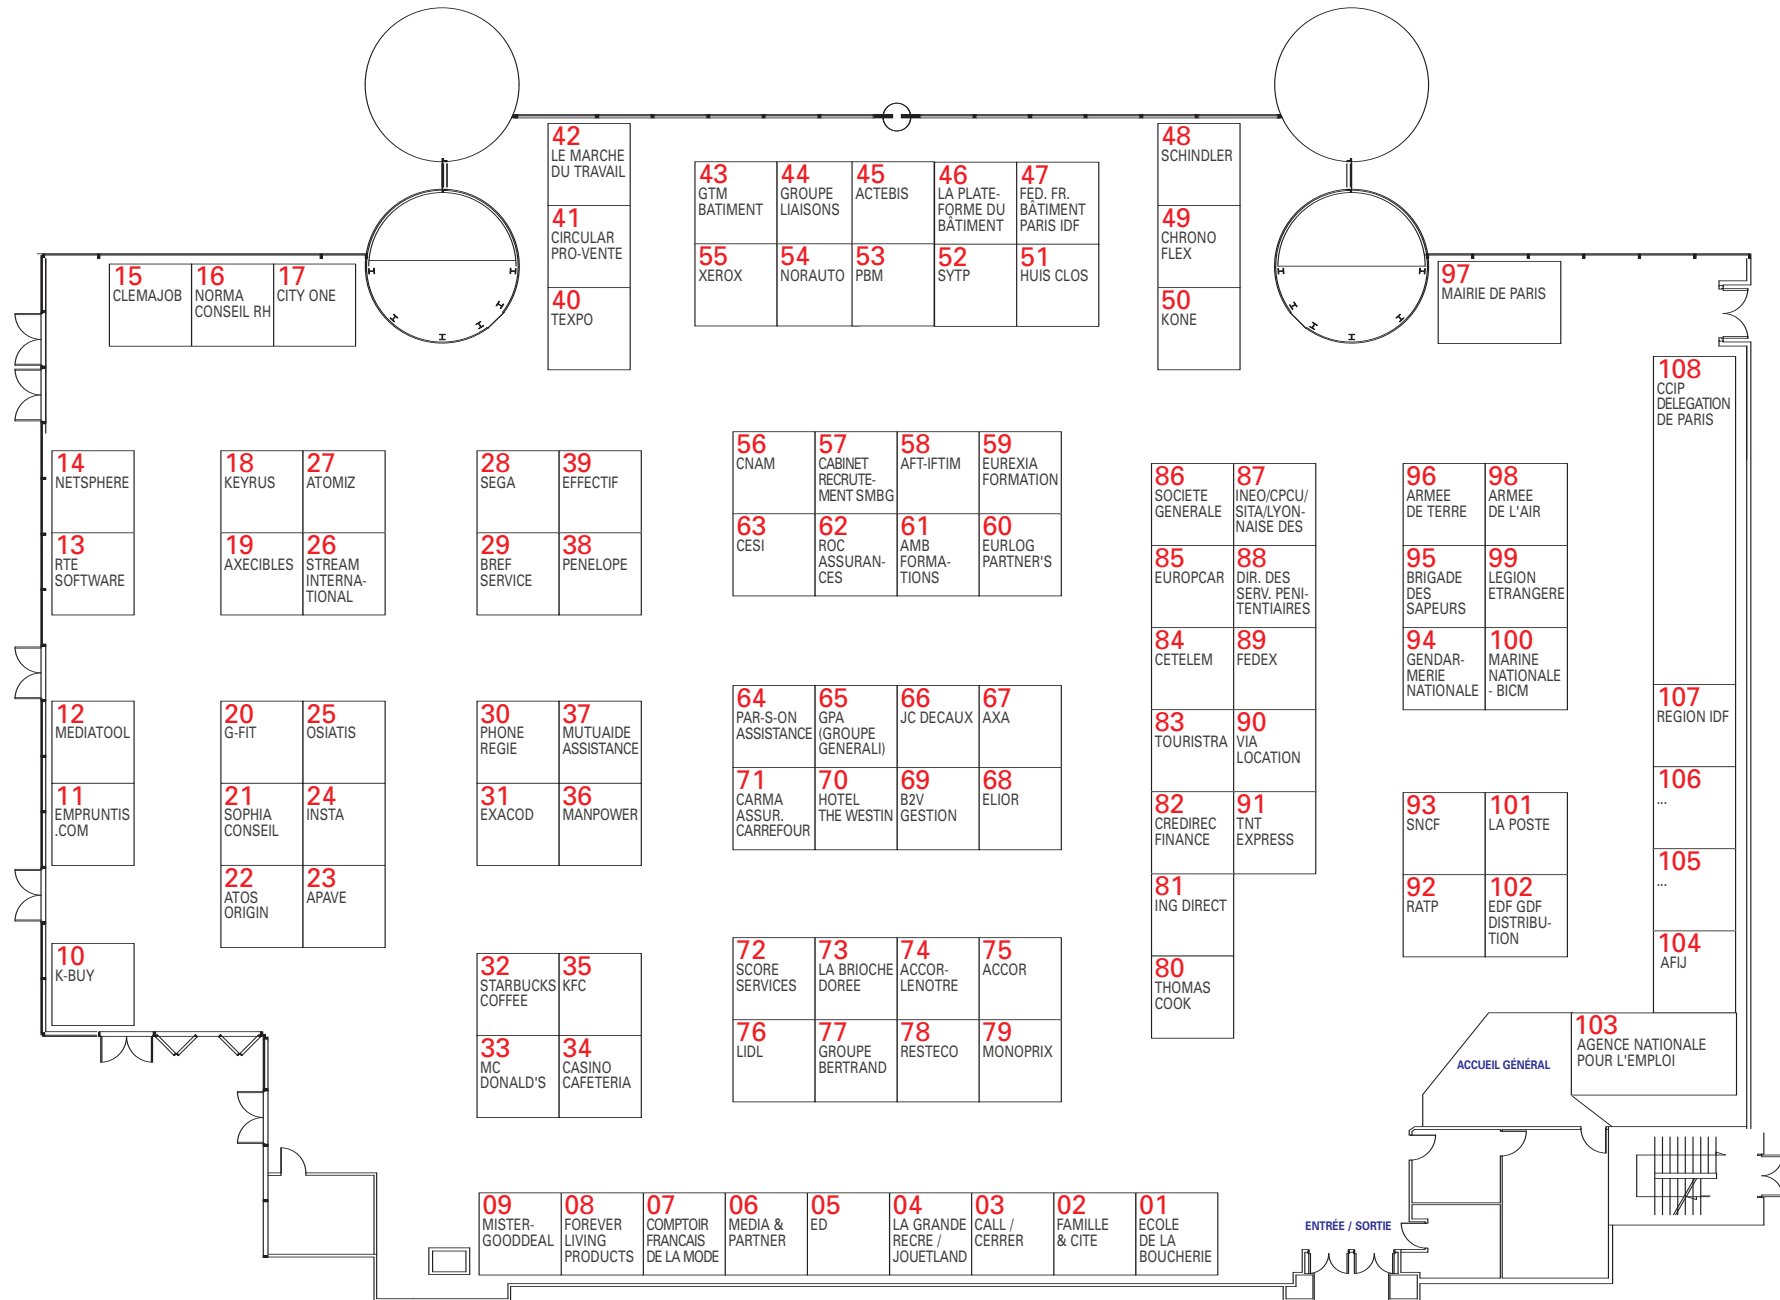 42
LE MARCHE
DU TRAVAIL
41
CIRCULAR
PRO-VENTE
40
TEXPO
43
GTM
BATIMENT
44
GROUPE
LIAISONS
45
ACTEBIS
46
LA PLATE-
FORME DU
BÂTIMENT
47
FED. FR.
BÂTIMENT
PARIS IDF
55
XEROX
54
NORAUTO
53
PBM
52
SYTP
51
HUIS CLOS
48
SCHINDLER
49
CHRONO
FLEX
50
KONE
15
CLEMAJOB
16
NORMA
CONSEIL RH
17
CITY ONE
97
MAIRIE DE PARIS
108
CCIP
DELEGATION
DE PARIS
14
NETSPHERE
13
RTE
SOFTWARE
18
KEYRUS
27
ATOMIZ
19
AXECIBLES
26
STREAM
INTERNA-
TIONAL
28
SEGA
39
EFFECTIF
29
BREF
SERVICE
38
PENELOPE
56
CNAM
57
CABINET
RECRUTE-
MENT SMBG
58
AFT-IFTIM
59
EUREXIA
FORMATION
63
CESI
62
ROC
ASSURAN-
CES
61
AMB
FORMA-
TIONS
60
EURLOG
PARTNER'S
86
SOCIETE
GENERALE
87
INEO/CPCU/
SITA/LYON-
NAISE DES
85
EUROPCAR
88
DIR. DES
SERV. PENI-
TENTIAIRES
84
CETELEM
89
FEDEX
83
TOURISTRA
90
VIA
LOCATION
82
CREDIREC
FINANCE
91
TNT
EXPRESS
81
ING DIRECT
80
THOMAS
COOK
96
ARMEE
DE TERRE
98
ARMEE
DE L'AIR
95
BRIGADE
DES
SAPEURS
99
LEGION
ETRANGERE
94
GENDAR-
MERIE
NATIONALE
100
MARINE
NATIONALE
- BICM
107
REGION IDF
106
...
105
...
104
AFIJ
12
MEDIATOOL
11
EMPRUNTIS
.COM
20
G-FIT
25
OSIATIS
21
SOPHIA
CONSEIL
24
INSTA
22
ATOS
ORIGIN
23
APAVE
30
PHONE
REGIE
37
MUTUAIDE
ASSISTANCE
31
EXACOD
36
MANPOWER
64
PAR-S-ON
ASSISTANCE
65
GPA
(GROUPE
GENERALI)
66
JC DECAUX
67
AXA
71
CARMA
ASSUR.
CARREFOUR
70
HOTEL
THE WESTIN
69
B2V
GESTION
68
ELIOR
93
SNCF
101
LA POSTE
92
RATP
102
EDF GDF
DISTRIBU-
TION
10
K-BUY
32
STARBUCKS
COFFEE
35
KFC
33
MC
DONALD'S
34
CASINO
CAFETERIA
72
SCORE
SERVICES
73
LA BRIOCHE
DOREE
74
ACCOR-
LENOTRE
75
ACCOR
76
LIDL
77
GROUPE
BERTRAND
78
RESTECO
79
MONOPRIX
103
AGENCE NATIONALE
POUR L'EMPLOI
ACCUEIL GÉNÉRAL
09
MISTER-
GOODDEAL
08
FOREVER
LIVING
PRODUCTS
07
COMPTOIR
FRANCAIS
DE LA MODE
06
MEDIA &
PARTNER
05
ED
04
LA GRANDE
RECRE /
JOUETLAND
03
CALL /
CERRER
02
FAMILLE
& CITE
01
ECOLE
DE LA
BOUCHERIE
ENTRÉE / SORTIE